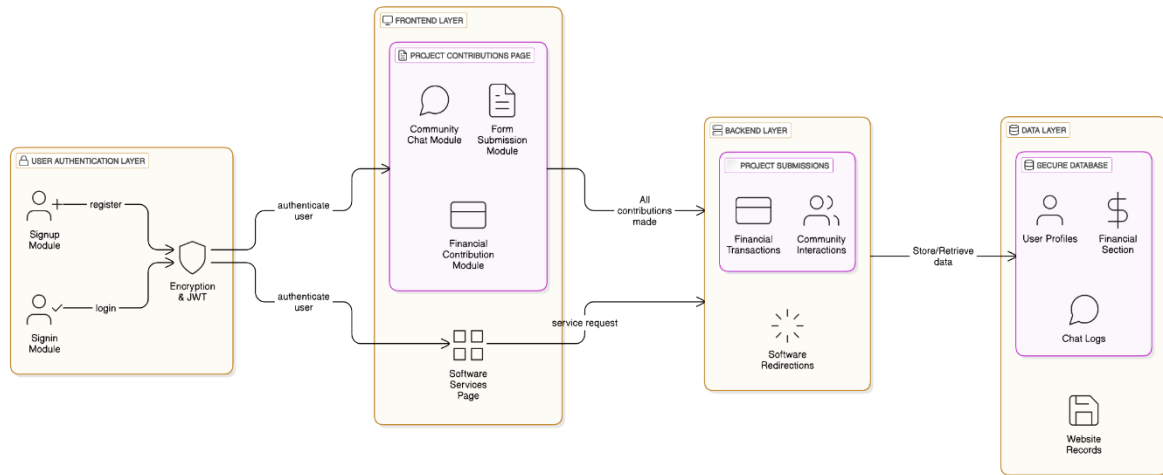 USER AUTHENTICATION LAYER
Signup
Module
register
Signin
Module
login
Encryption
& JWT
authenticate
user
authenticate
user
FRONTEND LAYER
PROJECT CONTRIBUTIONS PAGE
Community
Chat Module
Form
Submission
Module
Financial
Contribution
Module
Software
Services
Page
All
contributions
made
service request
BACKEND LAYER
PROJECT SUBMISSIONS
Financial
Transactions
Community
Interactions
Software
Redirections
Store/Retrieve
data
DATA LAYER
SECURE DATABASE
User Profiles
Financial
Section
Chat Logs
Website
Records